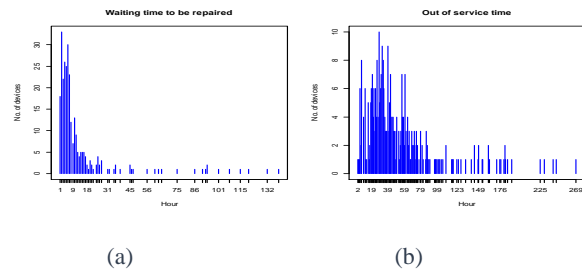 Waiting time to be repaired
No. of devices
0 5 10 15 20 25 30
1 9 18 31 45 56 75 86 101 115 132
Hour
(a)
Out of service time
No. of devices
0 2 4 6 8 10
2 19 39 59 79 99 123 149 176 225 269
Hour
(b)